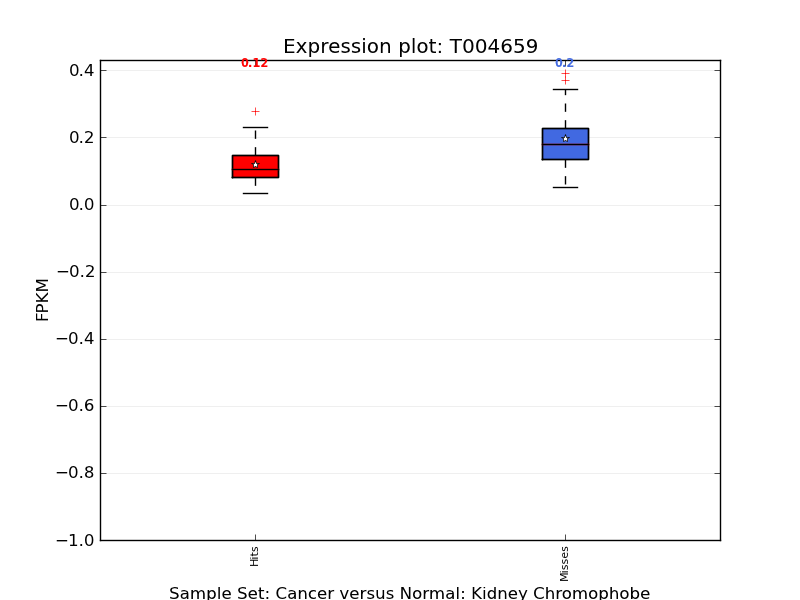 Expression plot: T004659
0.12
0.2
0.4
0.2
0.0
−0.2
−0.4
−0.6
−0.8
−1.0
FPKM
Hits
Misses
Sample Set: Cancer versus Normal: Kidney Chromophobe